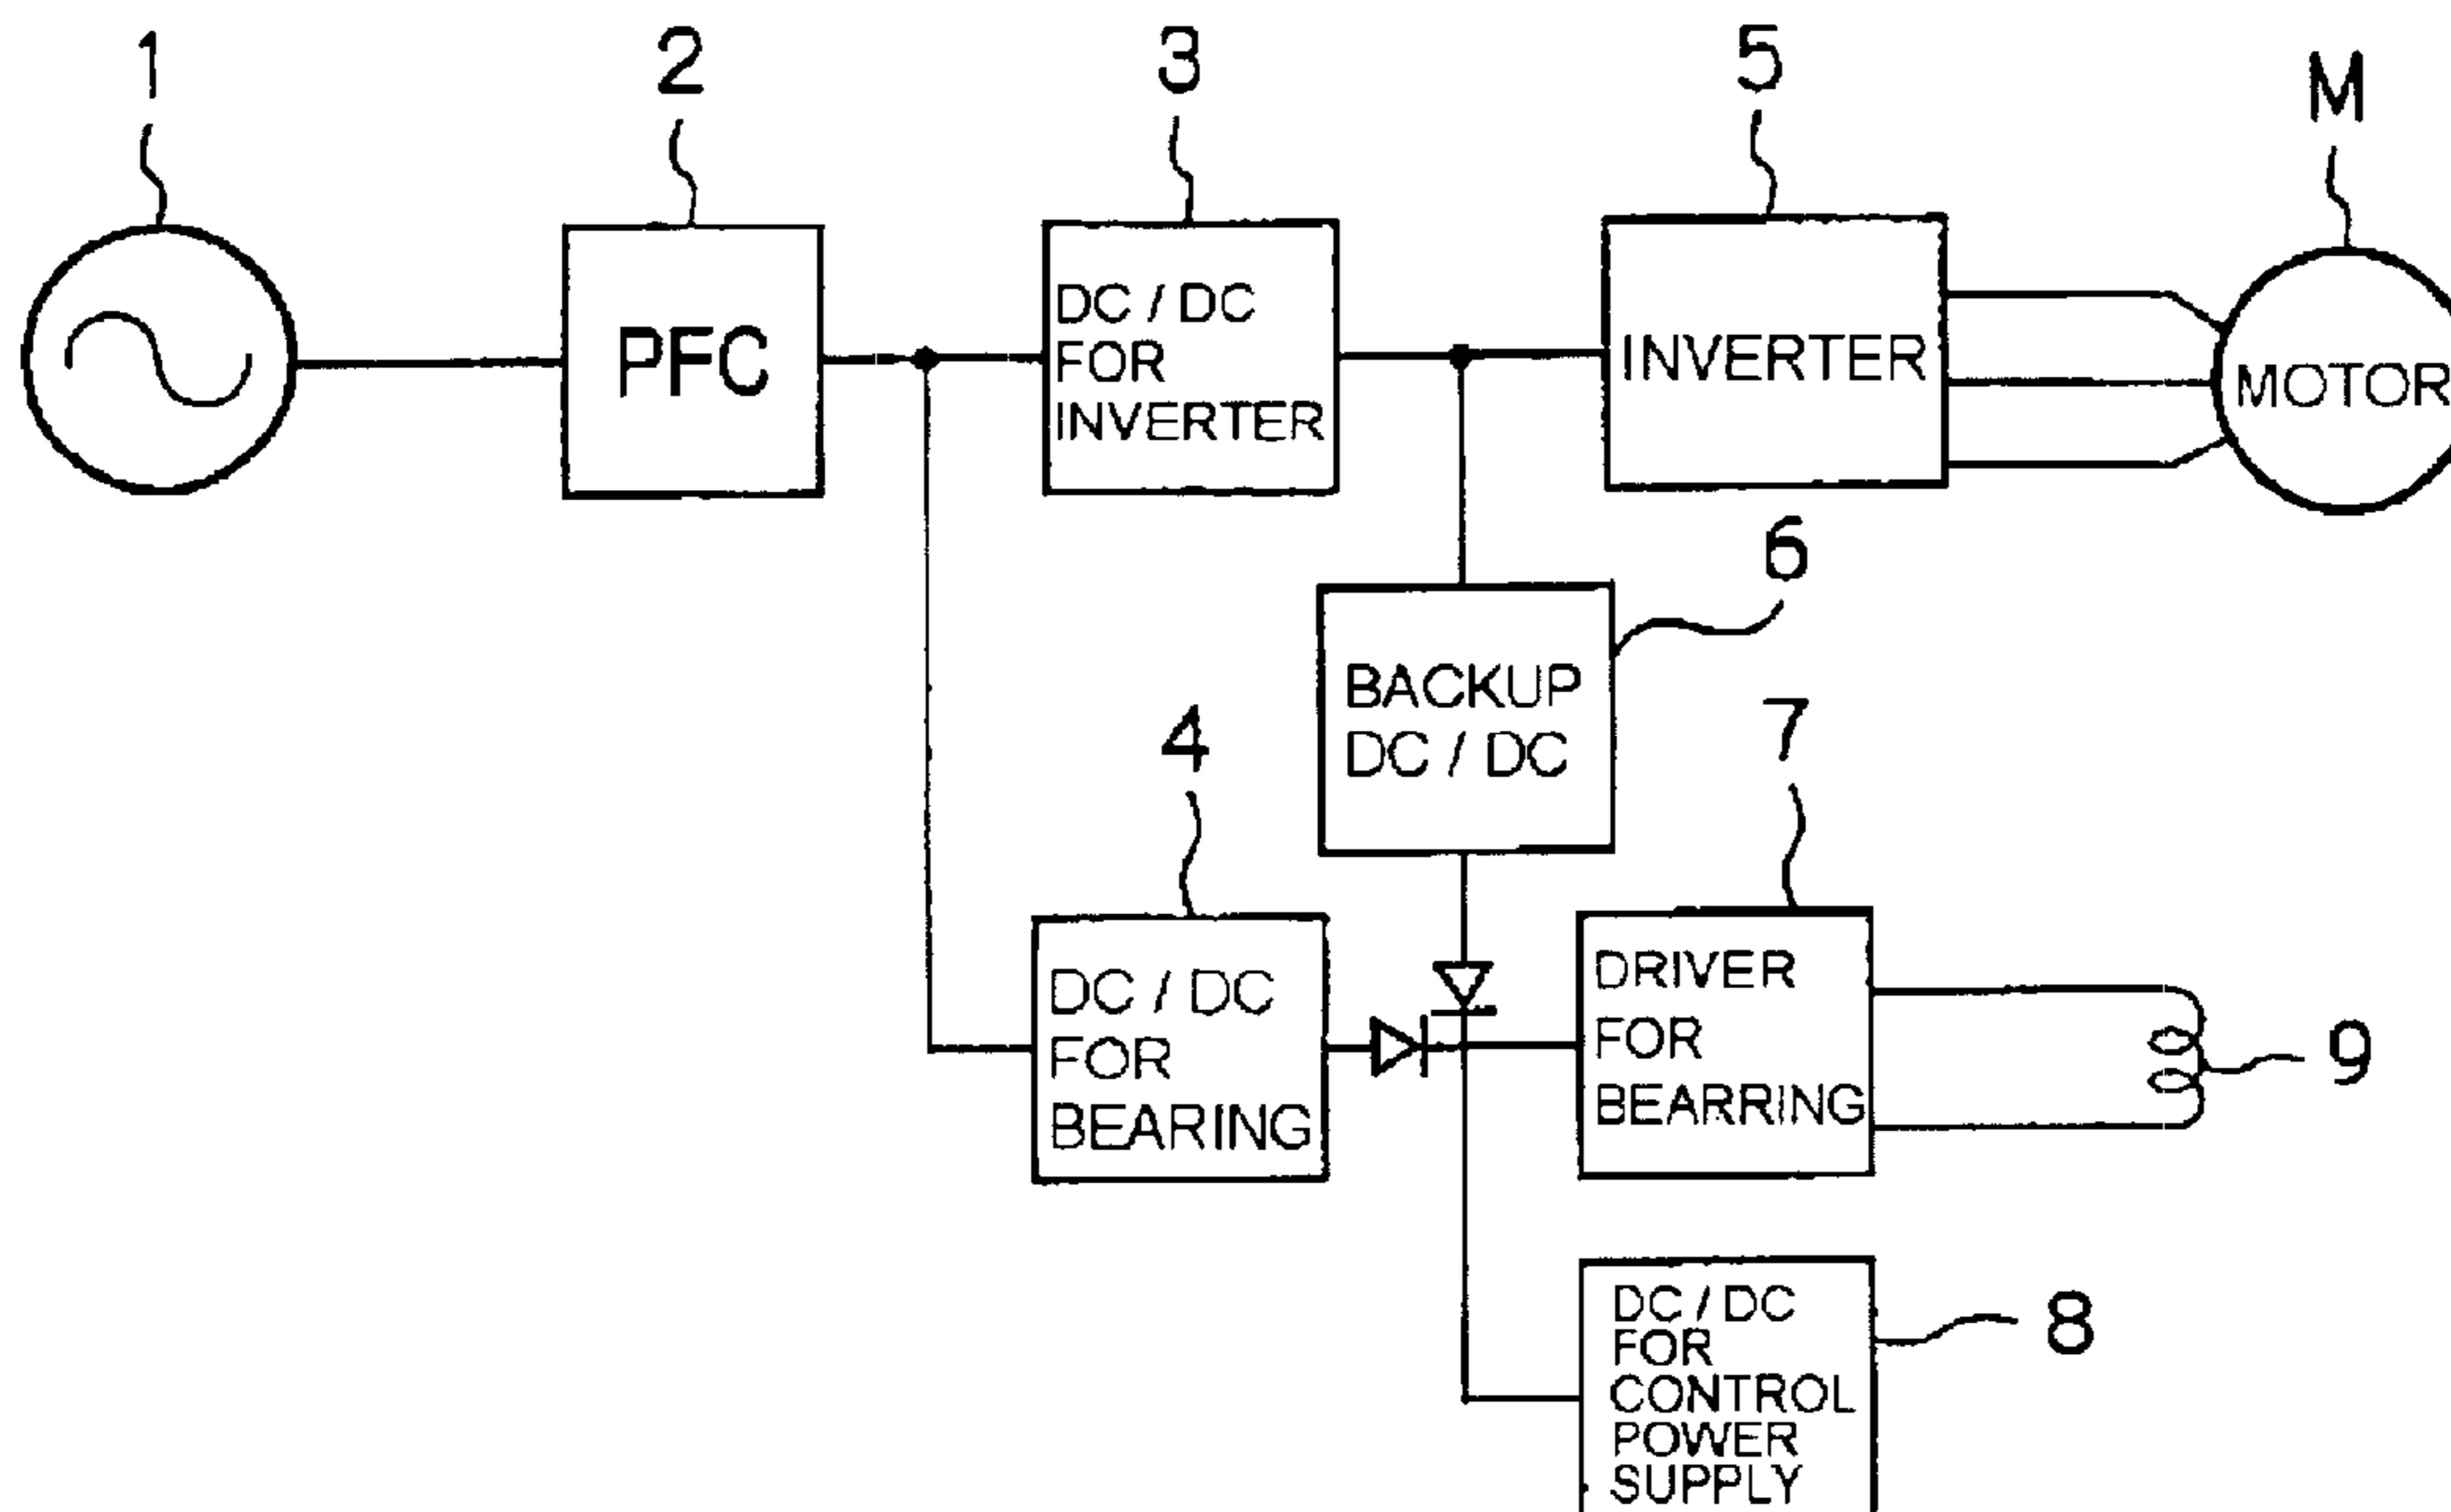 1
2
3
5
M
PFC
DC / DC
FOR
INVERTER
INVERTER
MOTOR
6
BACKUP
DC / DC
4
7
DC / DC
FOR
BEARING
DRIVER
FOR
BEARRING
9
DC / DC
FOR
CONTROL
POWER
SUPPLY
8